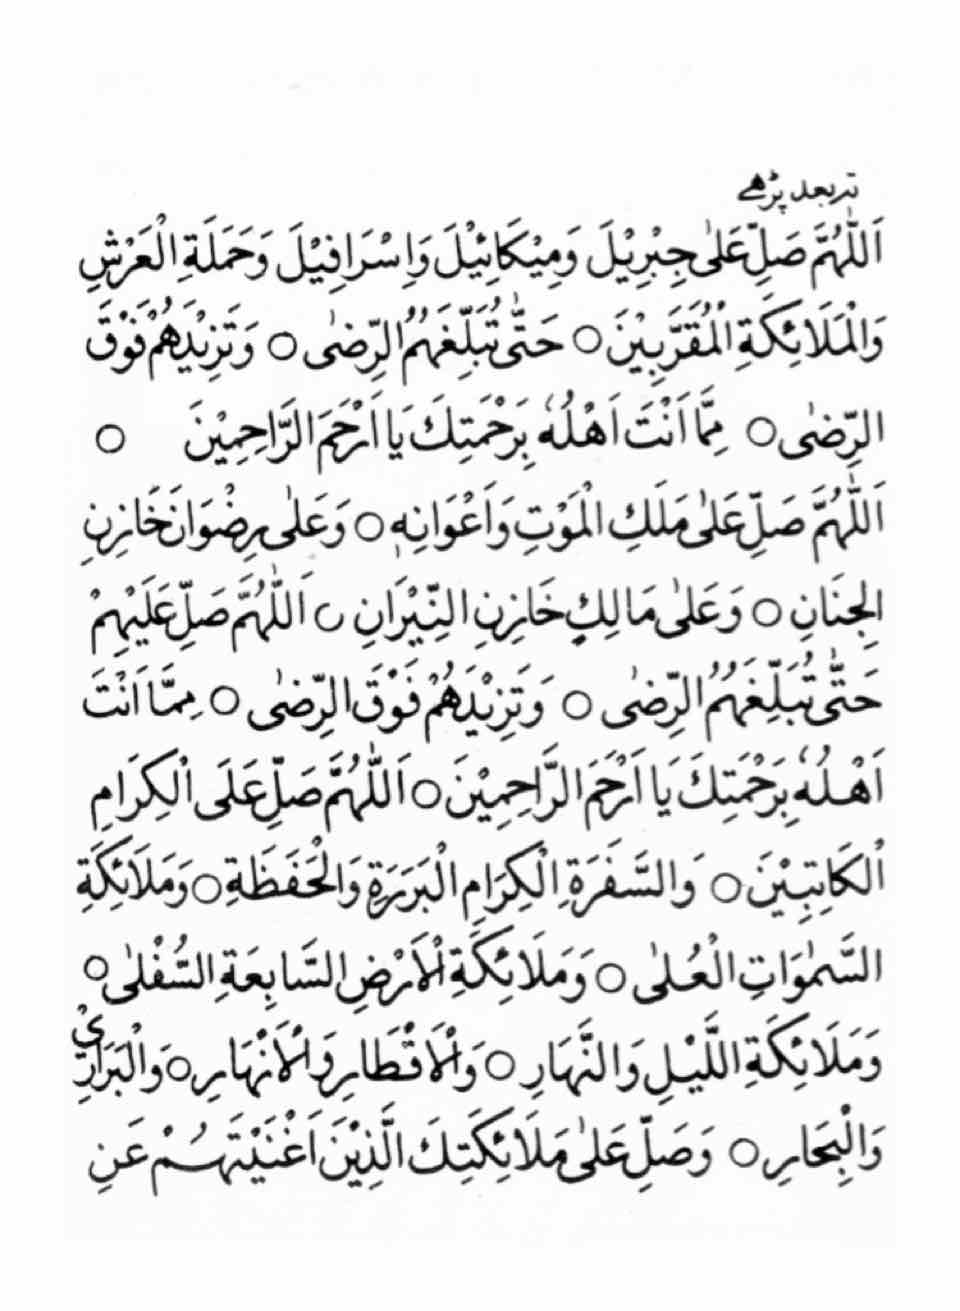 بعد پڑھے
اَللّٰهُمَّ صَلِّ عَلٰى جِبْرِيْلَ وَمِيْكَائِيْلَ وَاِسْرَافِيْلَ وَحَمَلَةِ الْعَرْشِ
وَالْمَلَائِكَةِ الْمُقَرَّبِيْنَ ○ حَتّٰى تُبَلِّغَهُمُ الرِّضٰى ○ وَتَزِيْدَهُمْ فَوْقَ
الرِّضٰى ○ مِمَّا اَنْتَ اَهْلُهٗ بِرَحْمَتِكَ يَا اَرْحَمَ الرَّاحِمِيْنَ ○
اَللّٰهُمَّ صَلِّ عَلٰى مَلَكِ الْمَوْتِ وَاَعْوَانِهٖ ○ وَعَلٰى رِضْوَانَ خَازِنِ
الْجِنَانِ ○ وَعَلٰى مَالِكٍ خَازِنِ النِّيْرَانِ ○ اَللّٰهُمَّ صَلِّ عَلَيْهِمْ
حَتّٰى تُبَلِّغَهُمُ الرِّضٰى ○ وَتَزِيْدَهُمْ فَوْقَ الرِّضٰى ○ مِمَّا اَنْتَ
اَهْلُهٗ بِرَحْمَتِكَ يَا اَرْحَمَ الرَّاحِمِيْنَ ○ اَللّٰهُمَّ صَلِّ عَلَى الْكِرَامِ
الْكَاتِبِيْنَ ○ وَالسَّفَرَةِ الْكِرَامِ الْبَرَرَةِ وَالْحَفَظَةِ ○ وَمَلَائِكَةِ
السَّمٰوَاتِ الْعُلٰى ○ وَمَلَائِكَةِ الْاَرْضِ السَّابِعَةِ السُّفْلٰى ○
وَمَلَائِكَةِ اللَّيْلِ وَالنَّهَارِ ○ وَالْاَقْطَارِ وَالْاَنْهَارِ ○ وَالْبَرَارِيْ
وَالْبِحَارِ ○ وَصَلِّ عَلٰى مَلَائِكَتِكَ الَّذِيْنَ اَغْنَيْتَهُمْ عَنِ